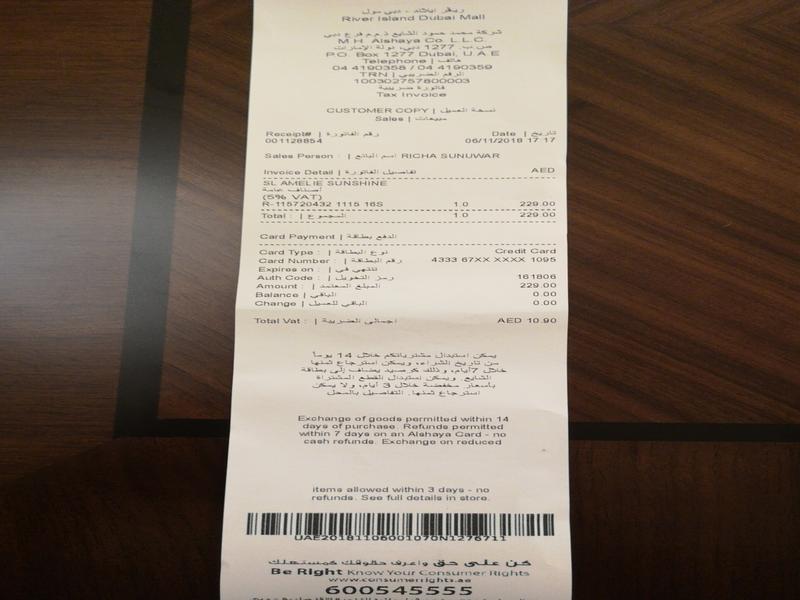 ريفر ايلاند - دبي مول
River Island Dubai Mall
شركة محمد حمود الشايع ذ.م.م فرع دبي
M.H. Alshaya Co. L.L.C.
ص.ب. 1277 دبي، دولة الإمارات
P.O. Box 1277 Dubai, U A E
Telephone | هاتف
04 4190358 / 04 4190359
TRN | الرقم الضريبي
100302757800003
فاتورة ضريبية
Tax Invoice
CUSTOMER COPY | نسخة العميل
Sales | مبيعات
Receipt# | رقم الفاتورة Date | تاريخ
001128854 06/11/2018 17 17
Sales Person : | اسم البائع RICHA SUNUWAR
Invoice Detail | تفاصيل الفاتورة AED
SL AMELIE SUNSHINE
أصناف عامة
(5% VAT)
R-115720432 1115 16S 1.0 229.00
Total : | المجموع 1.0 229.00
Card Payment | الدفع بطاقة
Card Type : | نوع البطاقة Credit Card
Card Number : | رقم البطاقة 4333 67XX XXXX 1095
Expires on : | تنتهي في
Auth Code : | رمز التخويل 161806
Amount : | المبلغ المعتمد 229.00
Balance | الباقي 0.00
Change | الباقي للعميل 0.00
Total Vat : | إجمالي الضريبة AED 10.90
يمكن استبدال مشترياتكم خلال 14 يوماً
من تاريخ الشراء، ويمكن استرجاع ثمنها
خلال 7أيام، وذلك كرصيد يضاف إلى بطاقة
الشايع. ويمكن استبدال القطع المشتراة
بأسعار مخفضة خلال 3 أيام، ولا يمكن
استرجاع ثمنها. التفاصيل بالمحل
Exchange of goods permitted within 14
days of purchase. Refunds permitted
within 7 days on an Alshaya Card - no
cash refunds. Exchange on reduced
items allowed within 3 days - no
refunds. See full details in store.
UAE20181106001070N1276711
كن على حق واعرف حقوقك كمستهلك
Be Right Know Your Consumer Rights
www.consumerrights.ae
600545555